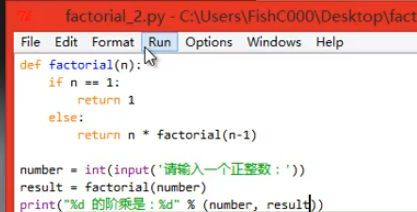 factorial_2.py - C:\Users\FishC000\Desktop\fact
File Edit Format Run Options Windows Help
def factorial(n):
    if n == 1:
        return 1
    else:
        return n * factorial(n-1)
number = int(input('请输入一个正整数：'))
result = factorial(number)
print("%d 的阶乘是：%d" % (number, result))